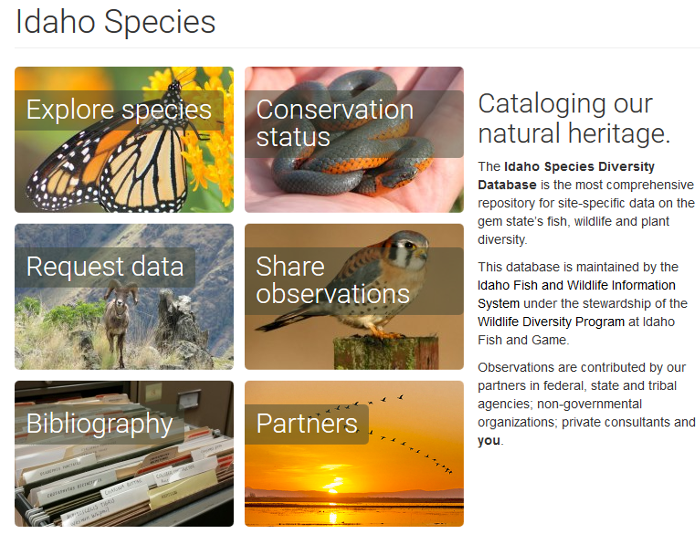 Idaho Species
Explore species
Conservation
status
Request data
Share
observations
Bibliography
Partners
Cataloging our
natural heritage.
The Idaho Species Diversity
Database is the most comprehensive
repository for site-specific data on the
gem state's fish, wildlife and plant
diversity.
This database is maintained by the
Idaho Fish and Wildlife Information
System under the stewardship of the
Wildlife Diversity Program at Idaho
Fish and Game.
Observations are contributed by our
partners in federal, state and tribal
agencies; non-governmental
organizations; private consultants and
you.